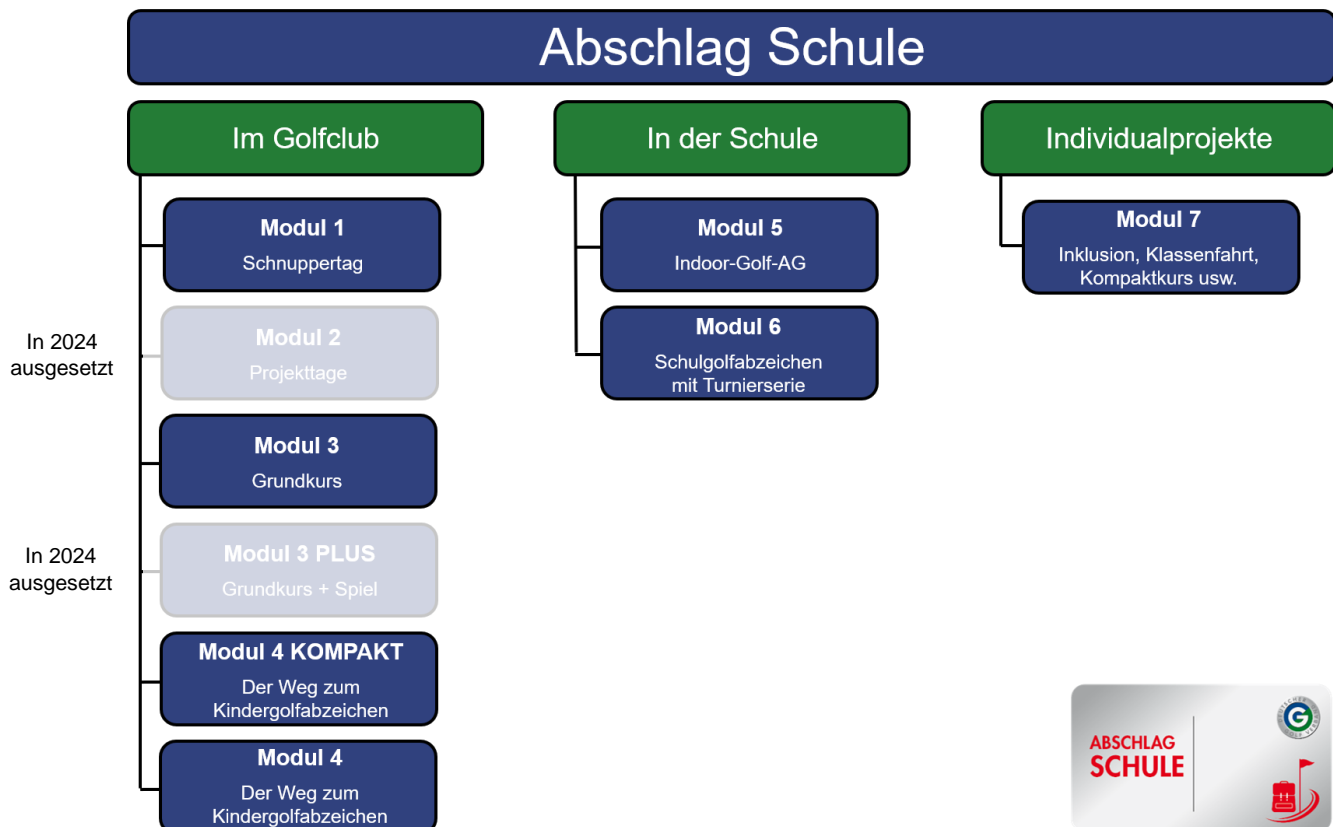 Abschlag Schule
Im Golfclub
Modul 1
Schnuppertag
In 2024
ausgesetzt
Modul 2
Projekttage
Modul 3
Grundkurs
In 2024
ausgesetzt
Modul 3 PLUS
Grundkurs + Spiel
Modul 4 KOMPAKT
Der Weg zum
Kindergolfabzeichen
Modul 4
Der Weg zum
Kindergolfabzeichen
In der Schule
Modul 5
Indoor-Golf-AG
Modul 6
Schulgolfabzeichen
mit Turnierserie
Individualprojekte
Modul 7
Inklusion, Klassenfahrt,
Kompaktkurs usw.
ABSCHLAG
SCHULE
G